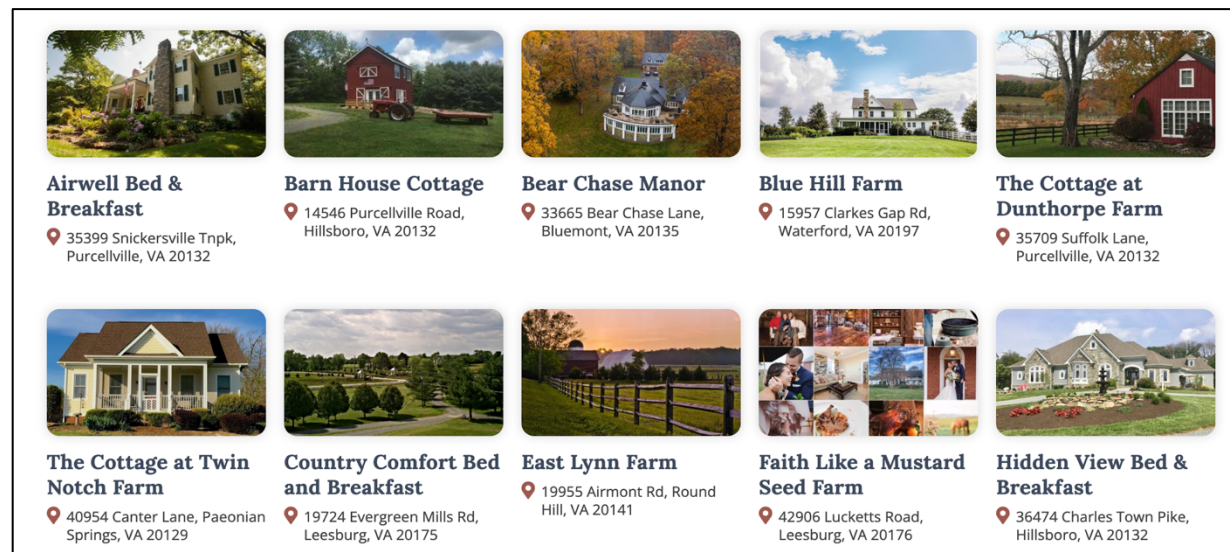 Airwell Bed &
Breakfast
35399 Snickersville Tnpk,
Purcellville, VA 20132
Barn House Cottage
14546 Purcellville Road,
Hillsboro, VA 20132
Bear Chase Manor
33665 Bear Chase Lane,
Bluemont, VA 20135
Blue Hill Farm
15957 Clarkes Gap Rd,
Waterford, VA 20197
The Cottage at
Dunthorpe Farm
35709 Suffolk Lane,
Purcellville, VA 20132
The Cottage at Twin
Notch Farm
40954 Canter Lane, Paeonian
Springs, VA 20129
Country Comfort Bed
and Breakfast
19724 Evergreen Mills Rd,
Leesburg, VA 20175
East Lynn Farm
19955 Airmont Rd, Round
Hill, VA 20141
Faith Like a Mustard
Seed Farm
42906 Lucketts Road,
Leesburg, VA 20176
Hidden View Bed &
Breakfast
36474 Charles Town Pike,
Hillsboro, VA 20132